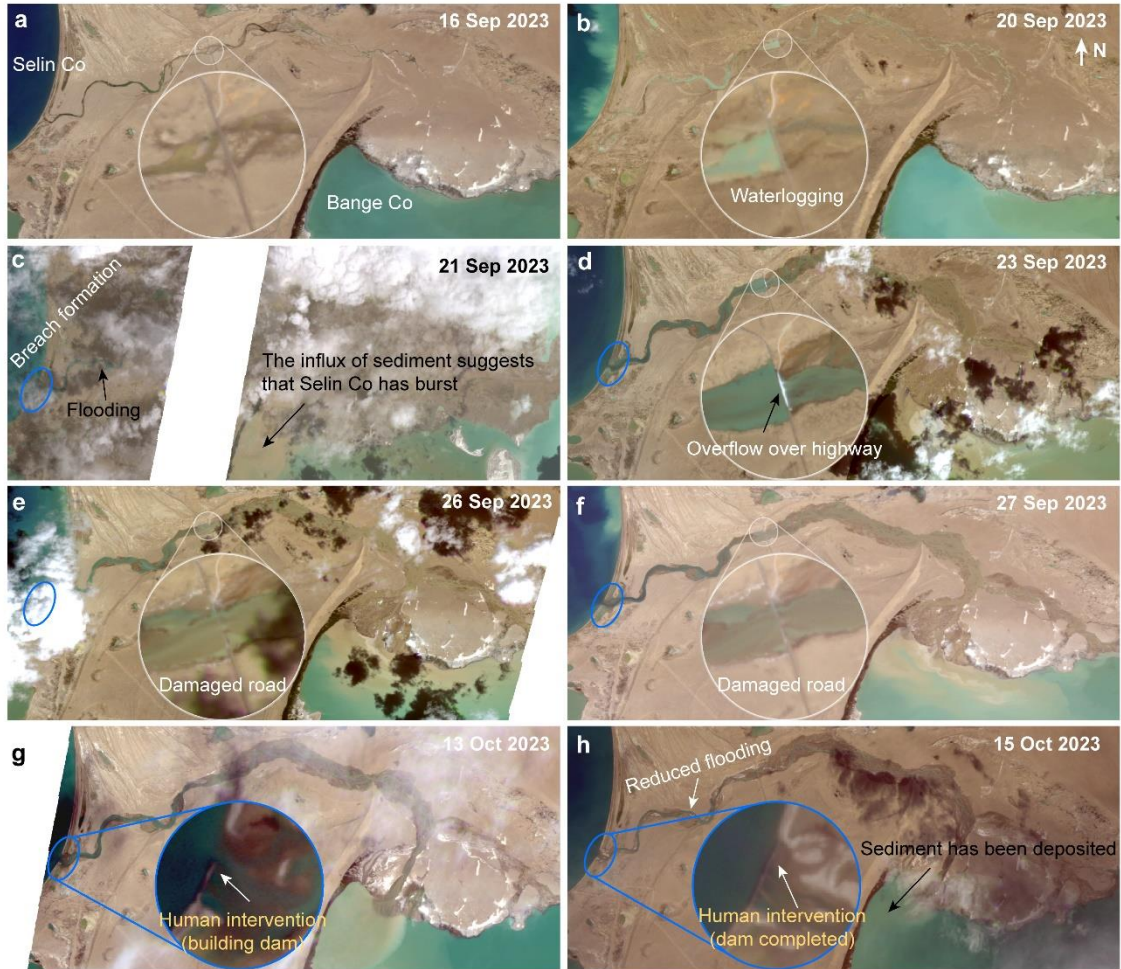 a
16 Sep 2023
Selin Co
Bange Co
b
20 Sep 2023
N
Waterlogging
c
21 Sep 2023
Breach formation
Flooding
The influx of sediment suggests
that Selin Co has burst
d
23 Sep 2023
Overflow over highway
e
26 Sep 2023
Damaged road
f
27 Sep 2023
Damaged road
g
13 Oct 2023
Human intervention
(building dam)
h
15 Oct 2023
Reduced flooding
Sediment has been deposited
Human intervention
(dam completed)